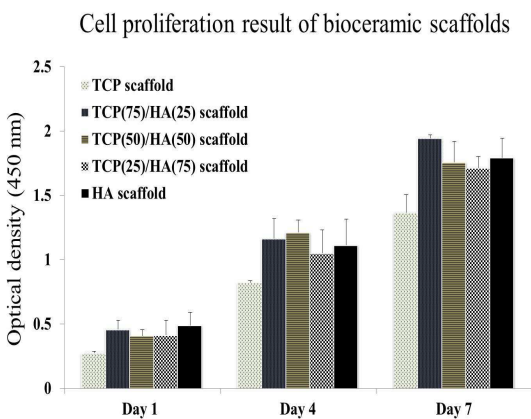 Cell proliferation result of bioceramic scaffolds
Optical density (450 nm)
2.5
2
1.5
1
0.5
0
TCP scaffold
TCP(75)/HA(25) scaffold
TCP(50)/HA(50) scaffold
TCP(25)/HA(75) scaffold
HA scaffold
Day 1
Day 4
Day 7